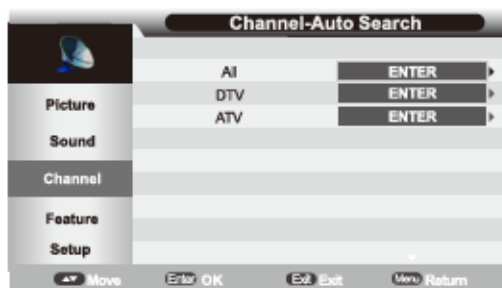 Channel-Auto Search
All ENTER
DTV ENTER
ATV ENTER
Picture
Sound
Channel
Feature
Setup
Move Enter OK Exit Exit Menu Return